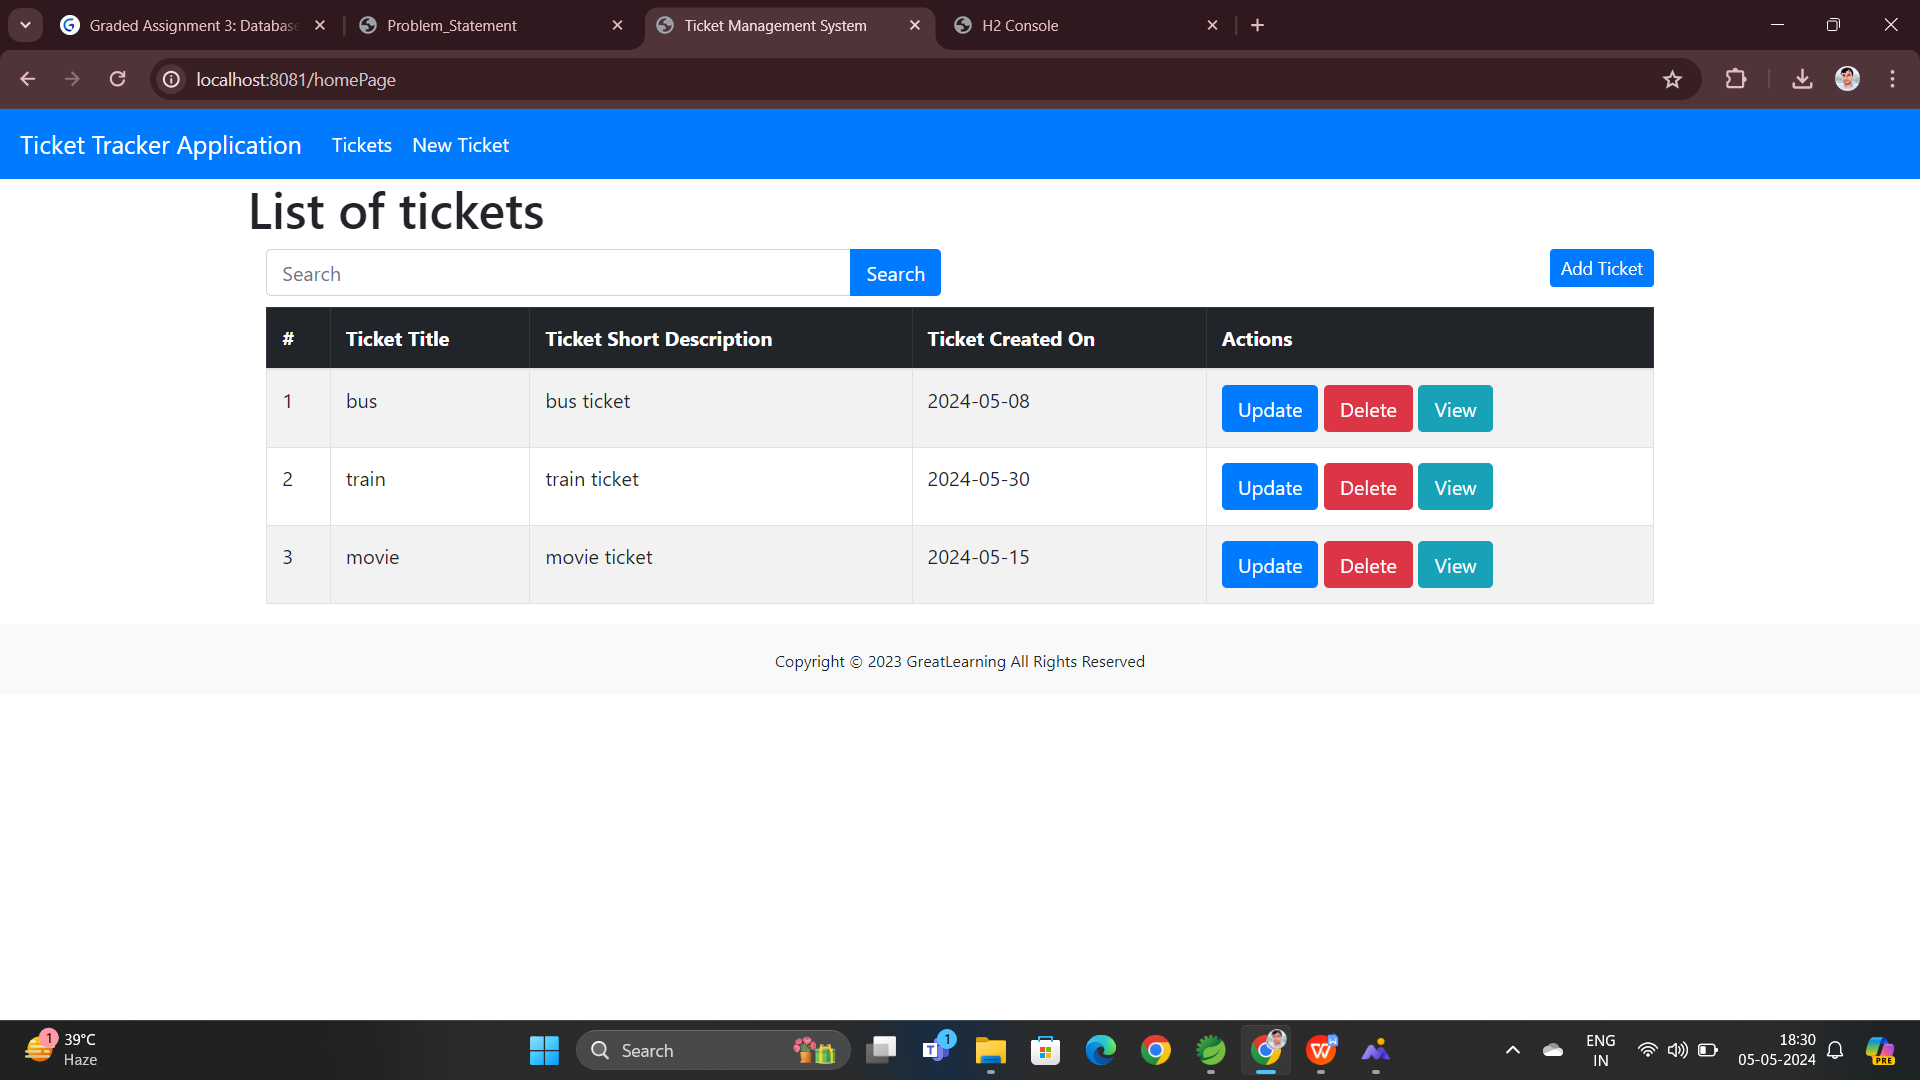 Graded Assignment 3: Databas
Problem_Statement
Ticket Management System
H2 Console
localhost:8081/homePage
Ticket Tracker Application Tickets New Ticket
List of tickets
Search Search Add Ticket
# Ticket Title Ticket Short Description Ticket Created On Actions
1 bus bus ticket 2024-05-08 Update Delete View
2 train train ticket 2024-05-30 Update Delete View
3 movie movie ticket 2024-05-15 Update Delete View
Copyright © 2023 GreatLearning All Rights Reserved
1 39°C
Haze
Search
T 1
W
PRE
ENG
IN
18:30
05-05-2024